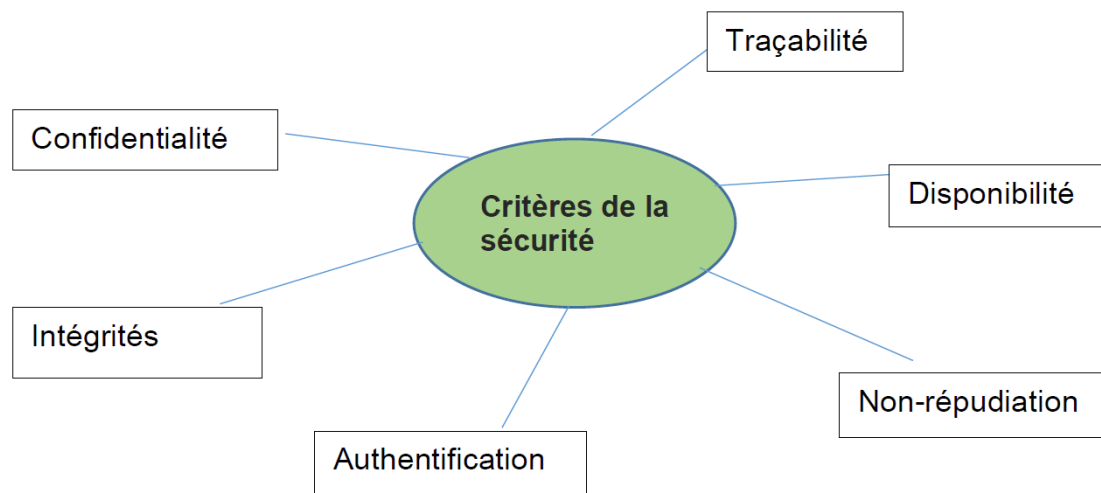 Traçabilité
Confidentialité
Disponibilité
Critères de la
sécurité
Intégrités
Non-répudiation
Authentification